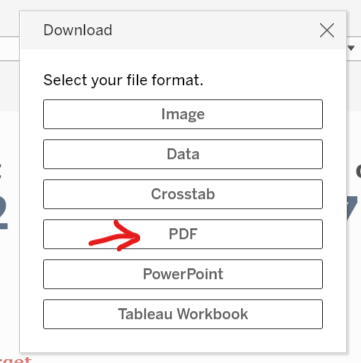 Download
Select your file format.
Image
Data
Crosstab
PDF
PowerPoint
Tableau Workbook